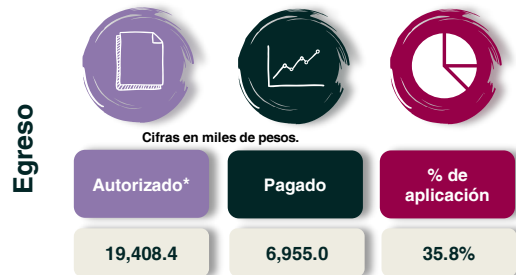 Egreso
Cifras en miles de pesos.
Autorizado*
Pagado
% de
aplicación
19,408.4
6,955.0
35.8%